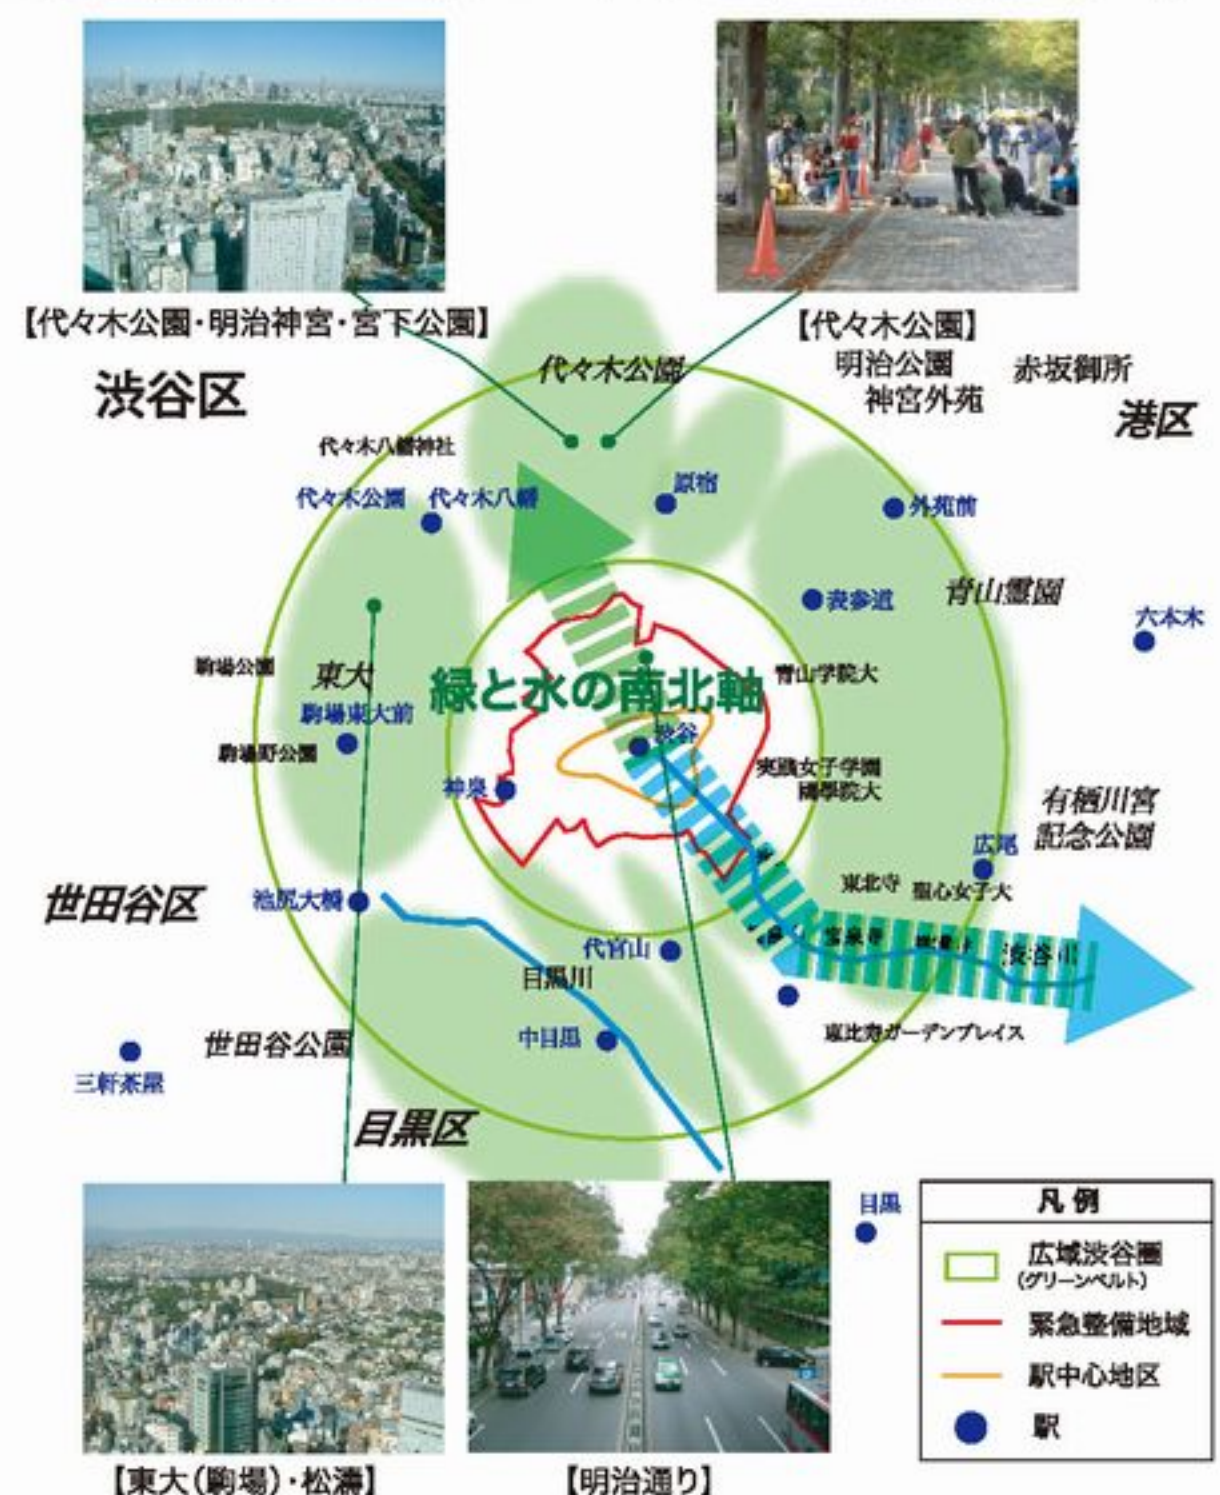 【代々木公園・明治神宮・宮下公園】
【代々木公園】
明治公園
神宮外苑
赤坂御所
渋谷区
港区
代々木公園
代々木八幡神社
代々木公園
代々木八幡
原宿
外苑前
表参道
青山霊園
六本木
駒場公園
東大
緑と水の南北軸
青山学院大
駒場東大前
駒場野公園
渋谷
神泉
実践女子学園
國學院大
有栖川宮
記念公園
広尾
世田谷区
池尻大橋
東北寺
聖心女子大
代官山
目黒川
渋谷川
中目黒
恵比寿ガーデンプレイス
世田谷公園
三軒茶屋
目黒区
目黒
凡例
広域渋谷圏
(グリーンベルト)
緊急整備地域
駅中心地区
駅
【東大(駒場)・松濤】
【明治通り】